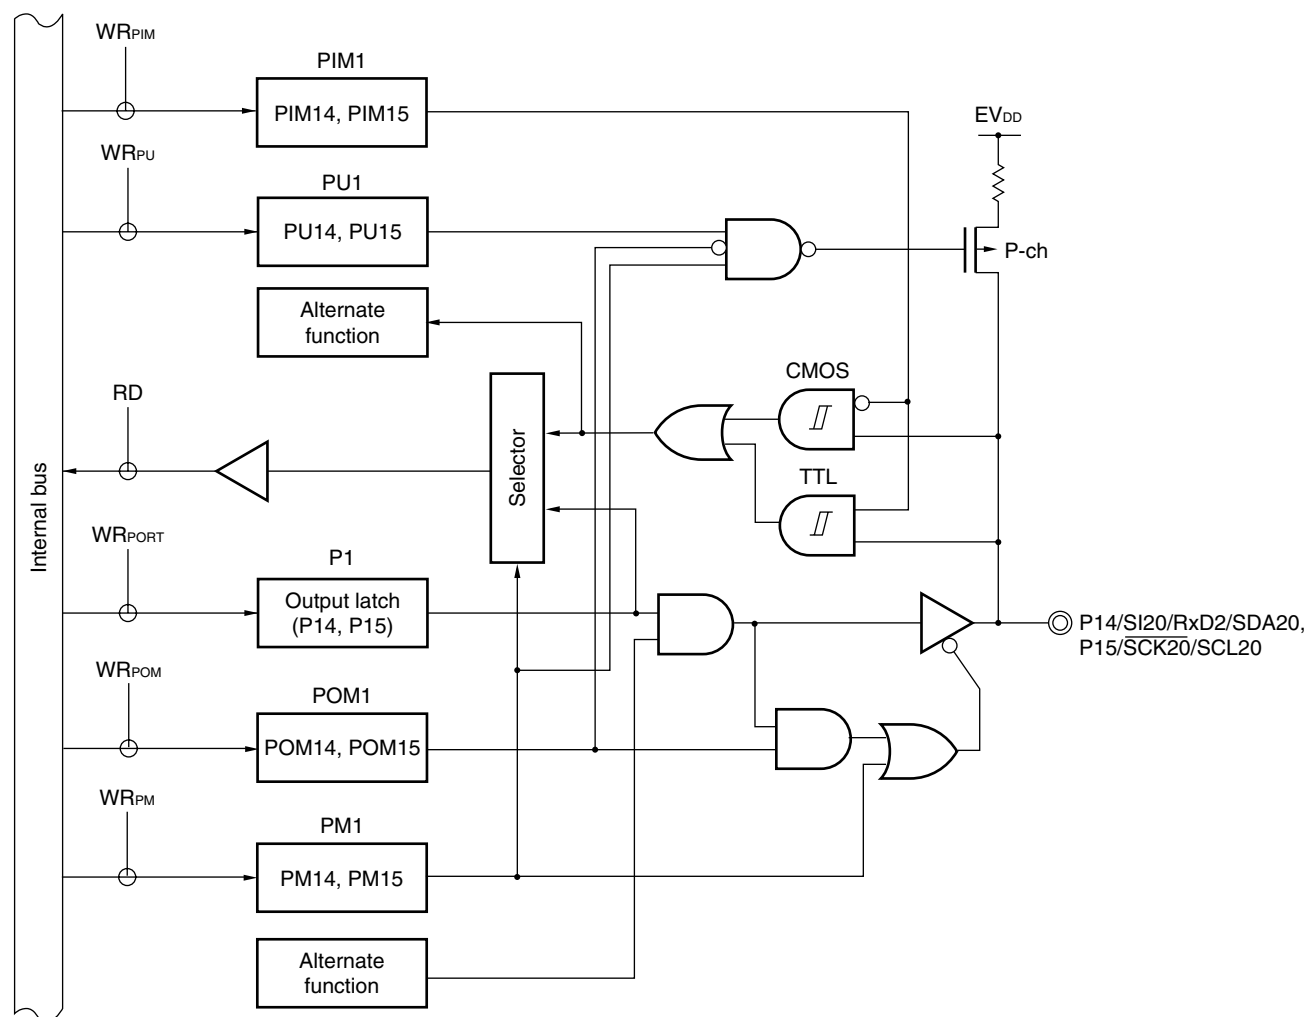 WRPIM
PIM1
PIM14, PIM15
EVDD
WRPU
PU1
PU14, PU15
P-ch
Alternate
function
CMOS
RD
Selector
TTL
Internal bus
WRPORT
P1
Output latch
(P14, P15)
P14/SI20/RxD2/SDA20,
P15/SCK20/SCL20
WRPOM
POM1
POM14, POM15
WRPM
PM1
PM14, PM15
Alternate
function